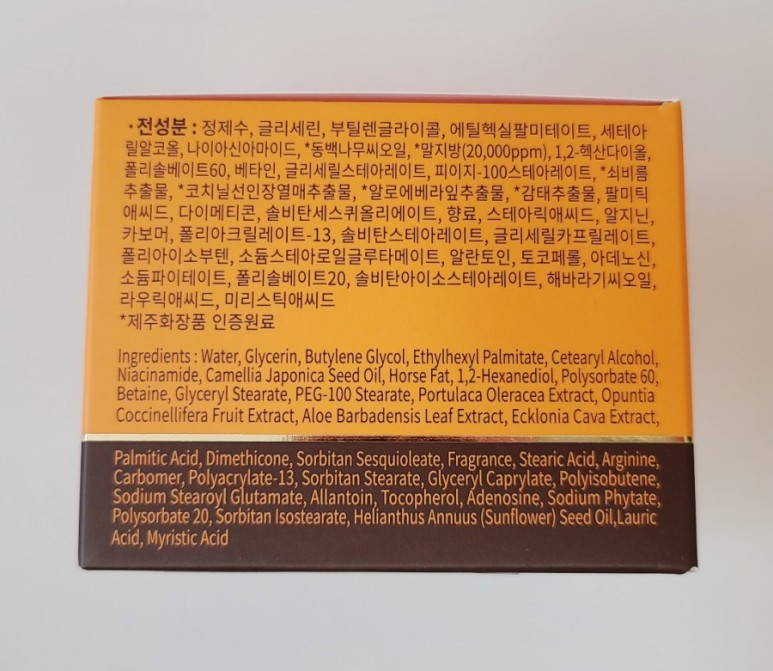 ·전성분 : 정제수, 글리세린, 부틸렌글라이콜, 에틸헥실팔미테이트, 세테아
릴알코올, 나이아신아마이드, *동백나무씨오일, *말지방(20,000ppm), 1,2-헥산다이올,
폴리솔베이트60, 베타인, 글리세릴스테아레이트, 피이지-100스테아레이트, *쇠비름
추출물, *코치닐선인장열매추출물, *알로에베라잎추출물, *감태추출물, 팔미틱
애씨드, 다이메티콘, 솔비탄세스퀴올리에이트, 향료, 스테아릭애씨드, 알지닌,
카보머, 폴리아크릴레이트-13, 솔비탄스테아레이트, 글리세릴카프릴레이트,
폴리아이소부텐, 소듐스테아로일글루타메이트, 알란토인, 토코페롤, 아데노신,
소듐파이테이트, 폴리솔베이트20, 솔비탄아이소스테아레이트, 해바라기씨오일,
라우릭애씨드, 미리스틱애씨드
*제주화장품 인증원료
Ingredients : Water, Glycerin, Butylene Glycol, Ethylhexyl Palmitate, Cetearyl Alcohol,
Niacinamide, Camellia Japonica Seed Oil, Horse Fat, 1,2-Hexanediol, Polysorbate 60,
Betaine, Glyceryl Stearate, PEG-100 Stearate, Portulaca Oleracea Extract, Opuntia
Coccinellifera Fruit Extract, Aloe Barbadensis Leaf Extract, Ecklonia Cava Extract,
Palmitic Acid, Dimethicone, Sorbitan Sesquioleate, Fragrance, Stearic Acid, Arginine,
Carbomer, Polyacrylate-13, Sorbitan Stearate, Glyceryl Caprylate, Polyisobutene,
Sodium Stearoyl Glutamate, Allantoin, Tocopherol, Adenosine, Sodium Phytate,
Polysorbate 20, Sorbitan Isostearate, Helianthus Annuus (Sunflower) Seed Oil,Lauric
Acid, Myristic Acid